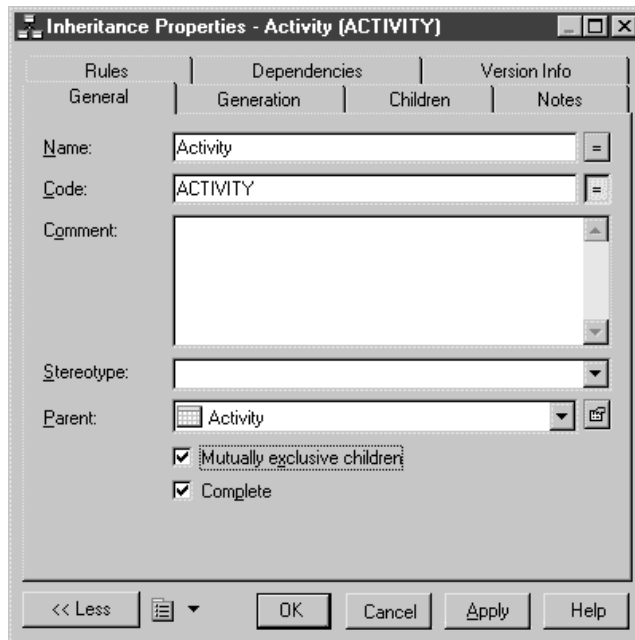 Inheritance Properties - Activity (ACTIVITY)
Rules Dependencies Version Info
General Generation Children Notes
Name: Activity =
Code: ACTIVITY =
Comment:
Stereotype:
Parent: Activity
Mutually exclusive children
Complete
<< Less OK Cancel Apply Help